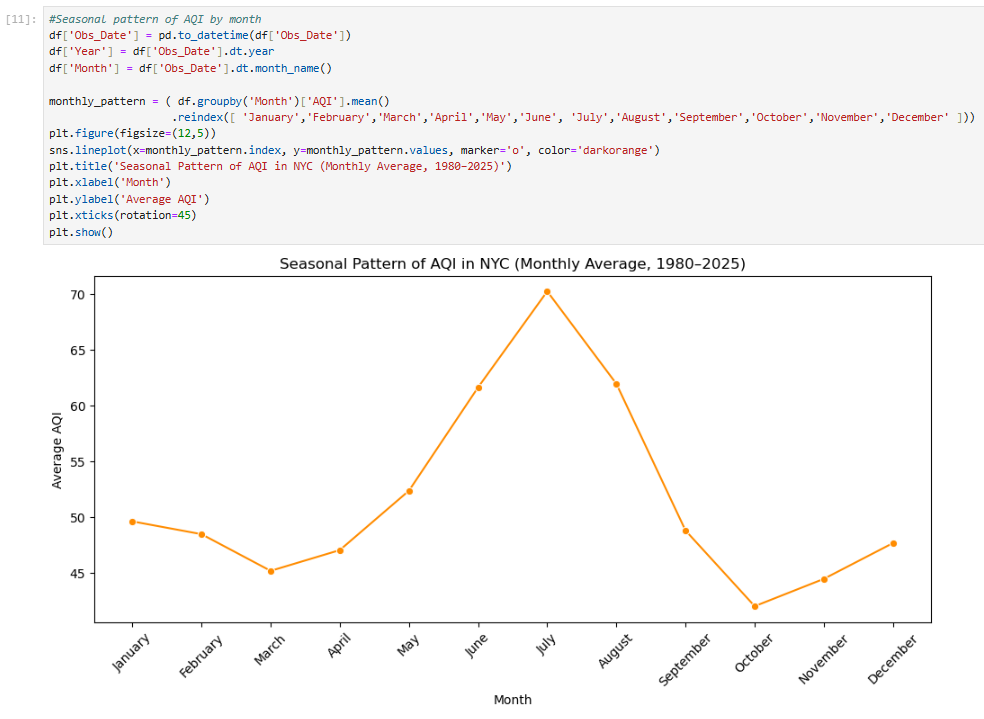 [11]:
#Seasonal pattern of AQI by month
df['Obs_Date'] = pd.to_datetime(df['Obs_Date'])
df['Year'] = df['Obs_Date'].dt.year
df['Month'] = df['Obs_Date'].dt.month_name()
monthly_pattern = ( df.groupby('Month')['AQI'].mean()
.reindex([ 'January','February','March','April','May','June', 'July','August','September','October','November','December' ]))
plt.figure(figsize=(12,5))
sns.lineplot(x=monthly_pattern.index, y=monthly_pattern.values, marker='o', color='darkorange')
plt.title('Seasonal Pattern of AQI in NYC (Monthly Average, 1980–2025)')
plt.xlabel('Month')
plt.ylabel('Average AQI')
plt.xticks(rotation=45)
plt.show()
Seasonal Pattern of AQI in NYC (Monthly Average, 1980–2025)
Average AQI
70
65
60
55
50
45
January
February
March
April
May
June
July
August
September
October
November
December
Month